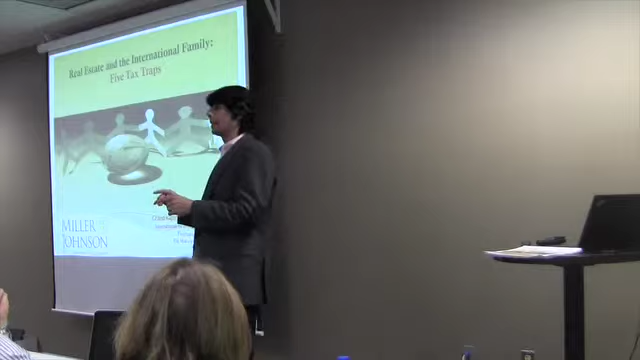 Real Estate and the International Family:
Five Tax Traps
MILLER
JOHNSON